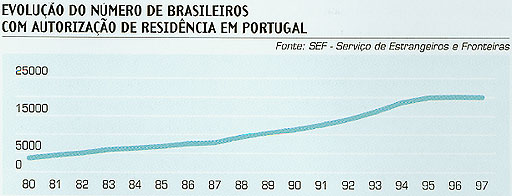 EVOLUÇÃO DO NÚMERO DE BRASILEIROS
COM AUTORIZAÇÃO DE RESIDÊNCIA EM PORTUGAL
Fonte: SEF - Serviço de Estrangeiros e Fronteiras
25000
15000
5000
0
80 81 82 83 84 85 86 87 88 89 90 91 92 93 94 95 96 97